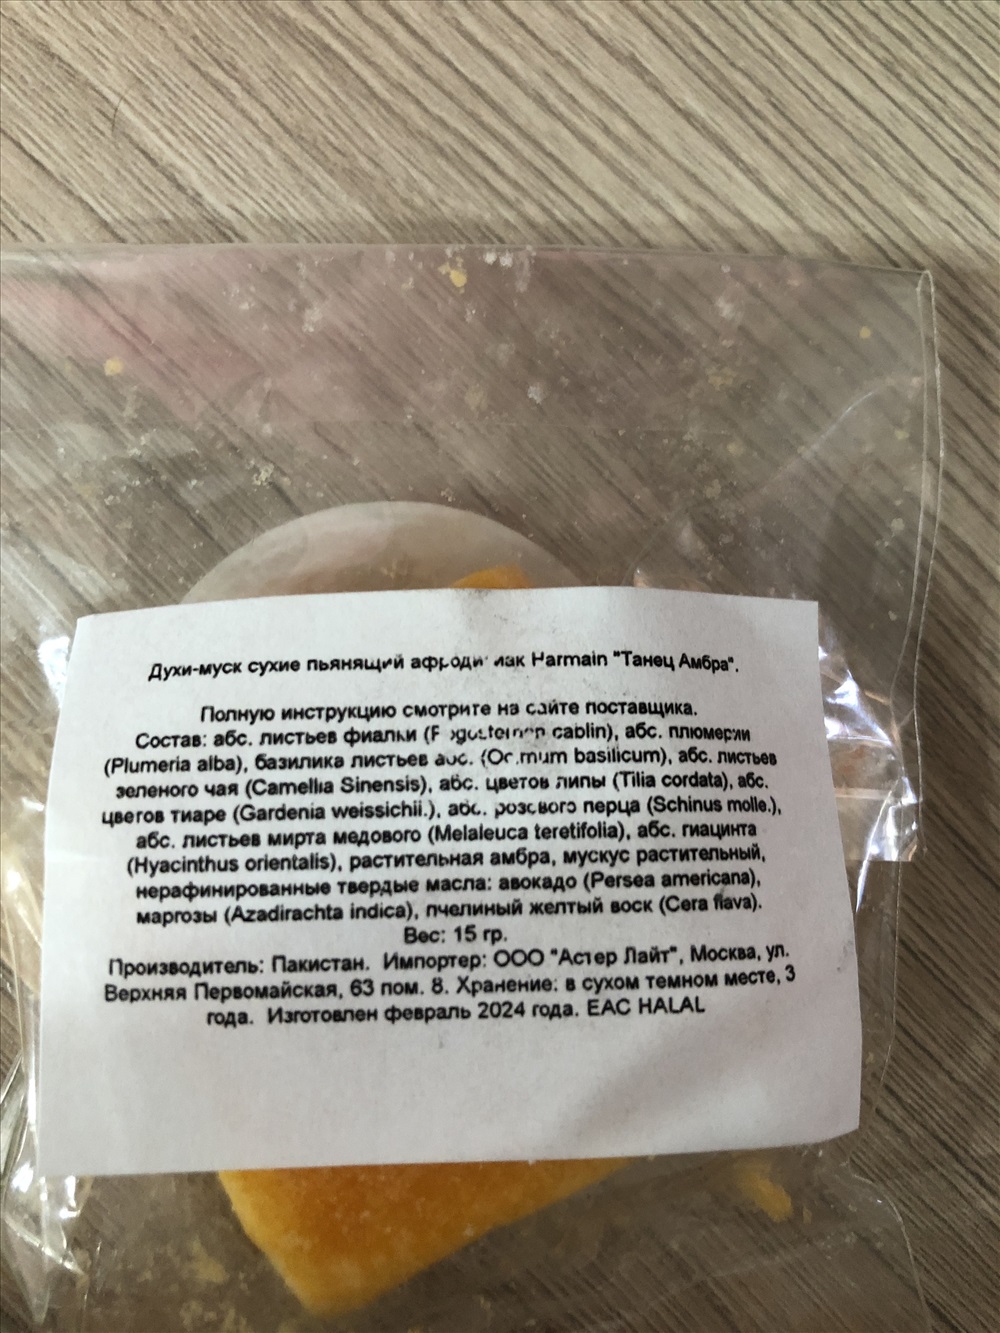 Духи-муск сухие пьянящий Harmain "Танец Амбра".
Полную инструкцию смотрите на сайте поставщика.
Состав: абс. листьев фиалки cablin), абс. плюмерии
(Plumeria alba), базилика листьев абс. basilicum), абс. листьев
зеленого чая (Camellia Sinensis), абс. цветов липы (Tilia cordata), абс.
цветов тиаре (Gardenia weissichii.), абс. розового перца (Schinus molle.),
абс. листьев мирта медового (Melaleuca teretifolia), абс. гиацинта
(Hyacinthus orientalis), растительная амбра, мускус растительный,
нерафинированные твердые масла: авокадо (Persea americana),
маргозы (Azadirachta indica), пчелиный желтый воск (Cera flava).
Вес: 15 гр.
Производитель: Пакистан. Импортер: ООО "Астер Лайт", Москва, ул.
Верхняя Первомайская, 63 пом. 8. Хранение: в сухом темном месте, 3
года. Изготовлен февраль 2024 года. EAC HALAL